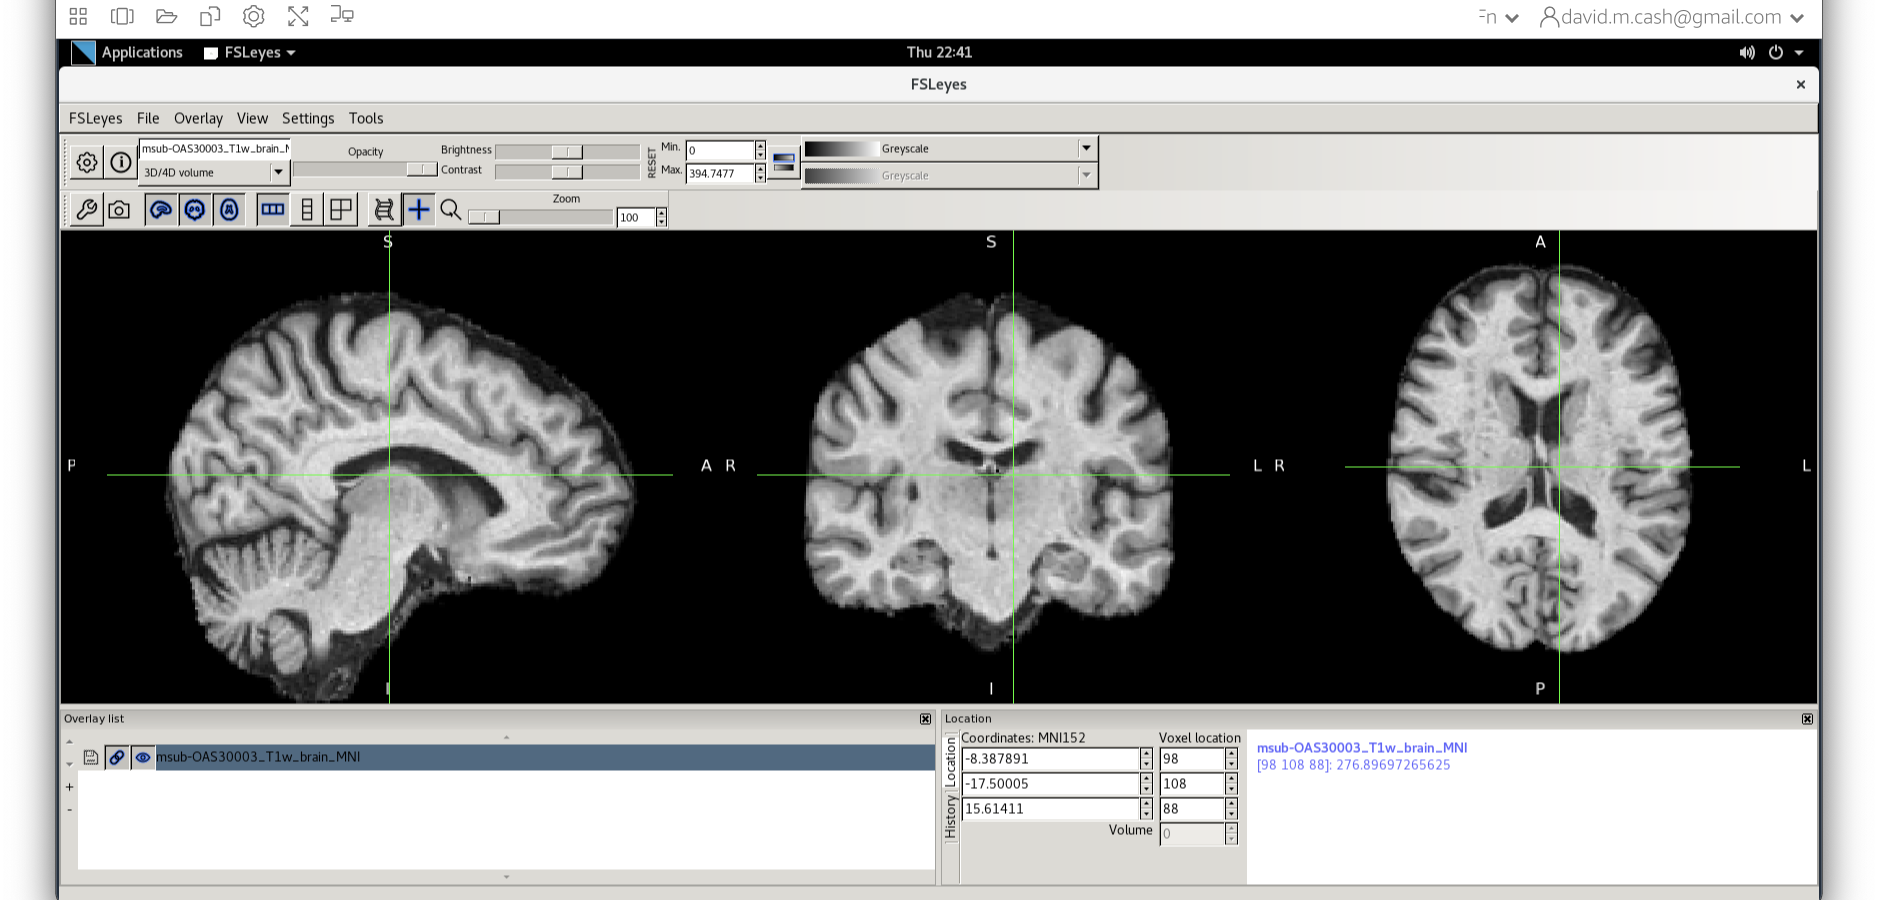 david.m.cash@gmail.com
Applications FSLeyes Thu 22:41
FSLeyes
FSLeyes File Overlay View Settings Tools
msub-OAS30003_T1w_brain_
3D/4D volume
Opacity
Brightness
Contrast
RESET
Min. 0
Max. 394.7477
Greyscale
Greyscale
Zoom
100
S S A
P A R L R L
I I P
Overlay list
msub-OAS30003_T1w_brain_MNI
Location
Location
History
Coordinates: MNI152 Voxel location
-8.387891 98
-17.50005 108
15.61411 88
Volume 0
msub-OAS30003_T1w_brain_MNI
[98 108 88]: 276.89697265625